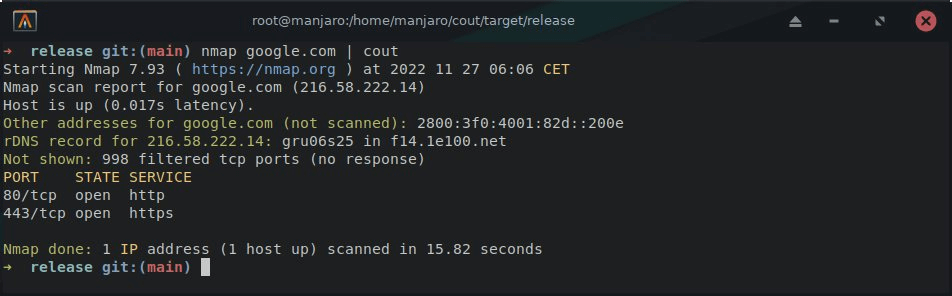 root@manjaro:/home/manjaro/cout/target/release
➜  release git:(main) nmap google.com | cout
Starting Nmap 7.93 ( https://nmap.org ) at 2022 11 27 06:06 CET
Nmap scan report for google.com (216.58.222.14)
Host is up (0.017s latency).
Other addresses for google.com (not scanned): 2800:3f0:4001:82d::200e
rDNS record for 216.58.222.14: gru06s25 in f14.1e100.net
Not shown: 998 filtered tcp ports (no response)
PORT    STATE SERVICE
80/tcp  open  http
443/tcp open  https
Nmap done: 1 IP address (1 host up) scanned in 15.82 seconds
➜  release git:(main)